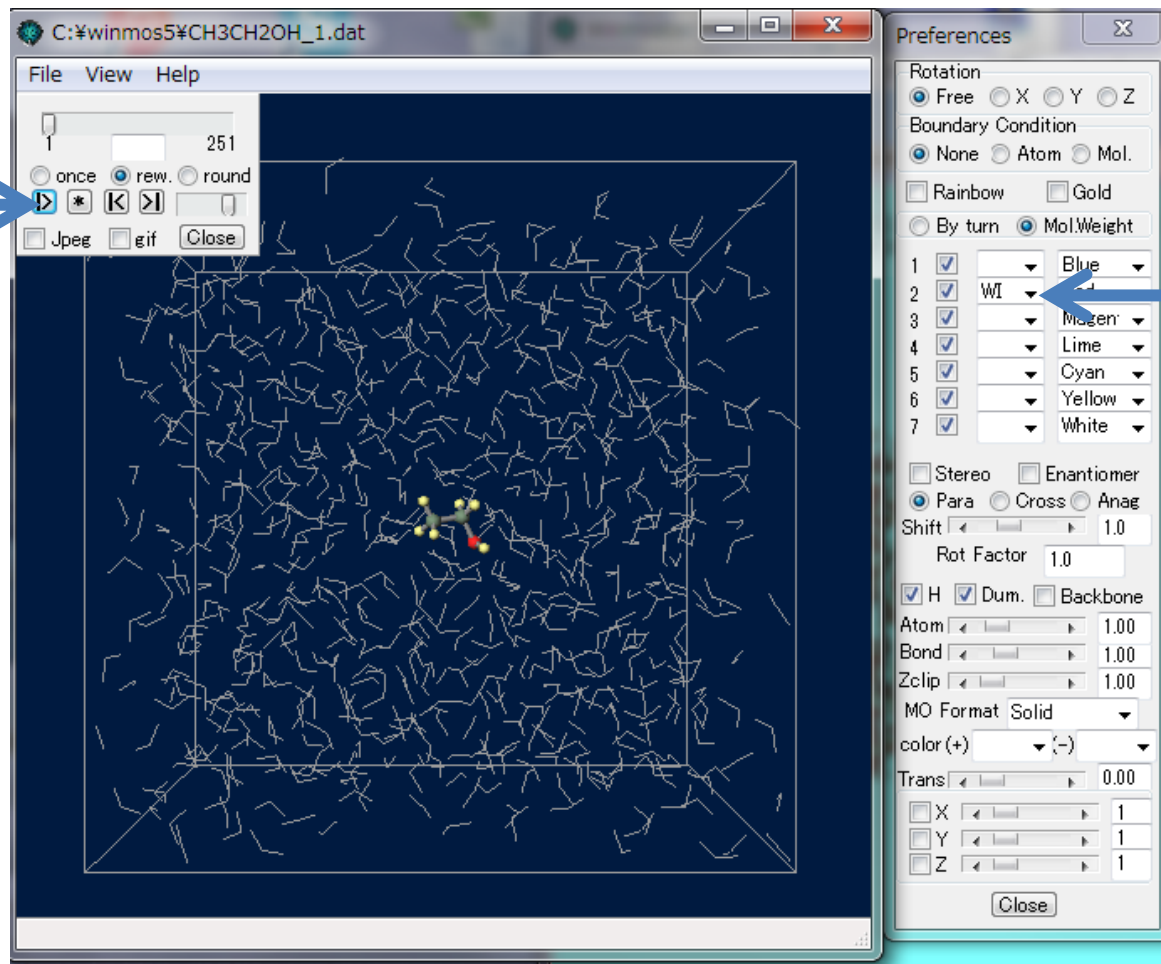 C:¥winmos5¥CH3CH2OH_1.dat
File View Help
1 251
once rew. round
Jpeg gif Close
Preferences
Rotation
Free X Y Z
Boundary Condition
None Atom Mol.
Rainbow Gold
By turn Mol.Weight
1 Blue
2 WI
3 Magen
4 Lime
5 Cyan
6 Yellow
7 White
Stereo Enantiomer
Para Cross Anag
Shift 1.0
Rot Factor 1.0
H Dum. Backbone
Atom 1.00
Bond 1.00
Zclip 1.00
MO Format Solid
color (+) (-)
Trans 0.00
X 1
Y 1
Z 1
Close